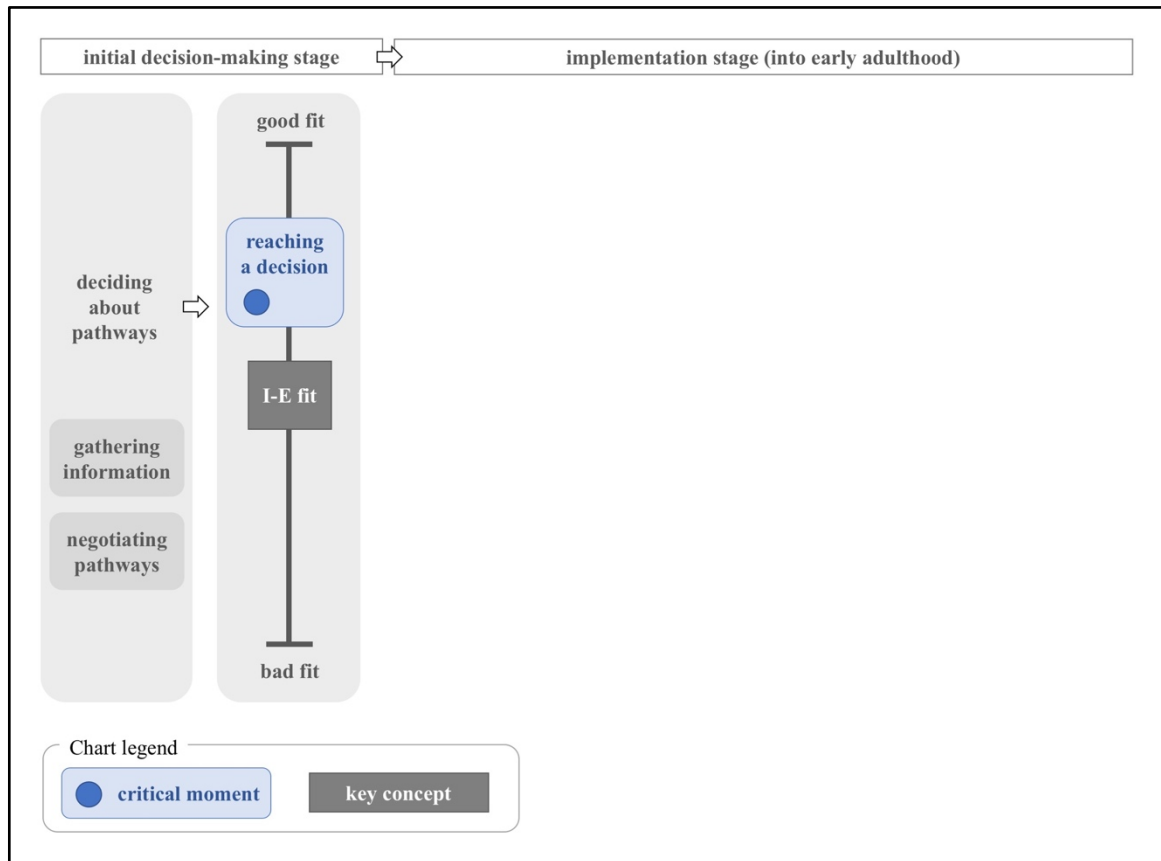 initial decision-making stage
implementation stage (into early adulthood)
good fit
reaching
a decision
deciding
about
pathways
I-E fit
gathering
information
negotiating
pathways
bad fit
Chart legend
critical moment
key concept